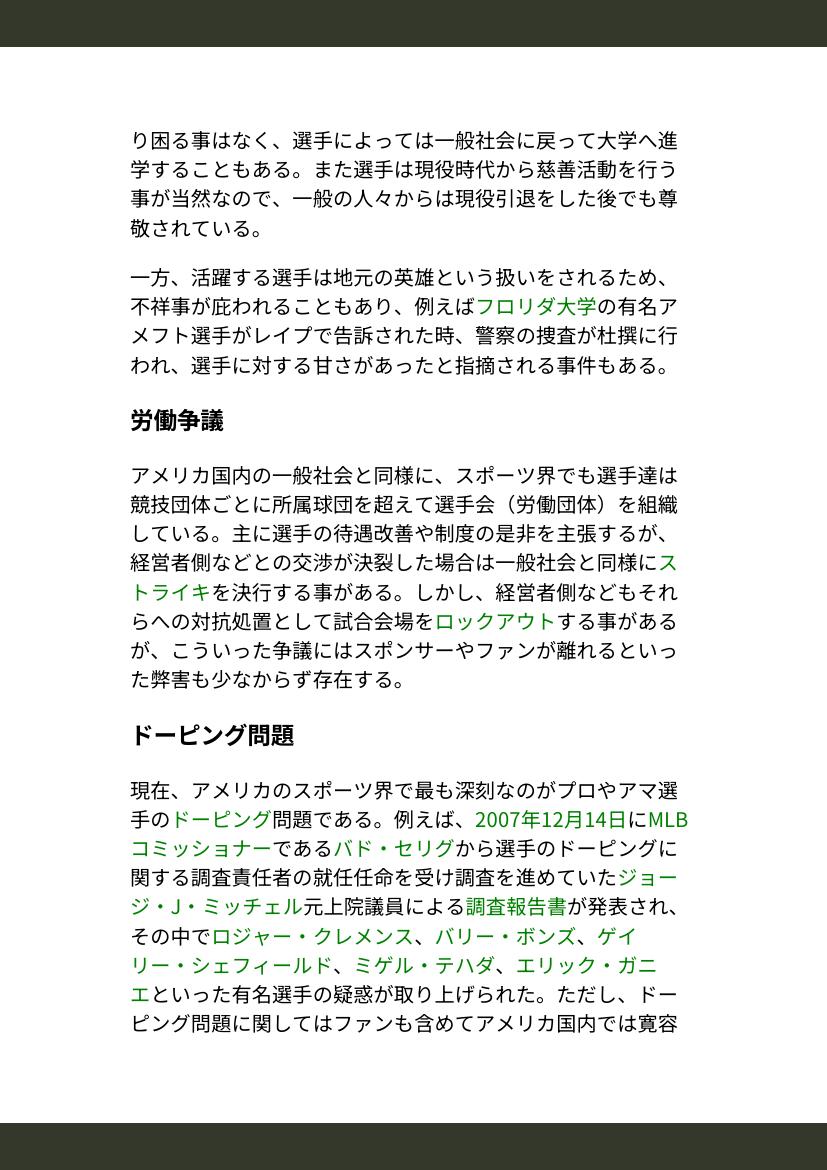 り困る事はなく、選手によっては一般社会に戻って大学へ進
学することもある。また選手は現役時代から慈善活動を行う
事が当然なので、一般の人々からは現役引退をした後でも尊
敬されている。
一方、活躍する選手は地元の英雄という扱いをされるため、
不祥事が庇われることもあり、例えばフロリダ大学の有名ア
メフト選手がレイプで告訴された時、警察の捜査が杜撰に行
われ、選手に対する甘さがあったと指摘される事件もある。
労働争議
アメリカ国内の一般社会と同様に、スポーツ界でも選手達は
競技団体ごとに所属球団を超えて選手会（労働団体）を組織
している。主に選手の待遇改善や制度の是非を主張するが、
経営者側などとの交渉が決裂した場合は一般社会と同様にス
トライキを決行する事がある。しかし、経営者側などもそれ
らへの対抗処置として試合会場をロックアウトする事がある
が、こういった争議にはスポンサーやファンが離れるといっ
た弊害も少なからず存在する。
ドーピング問題
現在、アメリカのスポーツ界で最も深刻なのがプロやアマ選
手のドーピング問題である。例えば、2007年12月14日にMLB
コミッショナーであるバド・セリグから選手のドーピングに
関する調査責任者の就任任命を受け調査を進めていたジョー
ジ・J・ミッチェル元上院議員による調査報告書が発表され、
その中でロジャー・クレメンス、バリー・ボンズ、ゲイ
リー・シェフィールド、ミゲル・テハダ、エリック・ガニ
エといった有名選手の疑惑が取り上げられた。ただし、ドー
ピング問題に関してはファンも含めてアメリカ国内では寛容